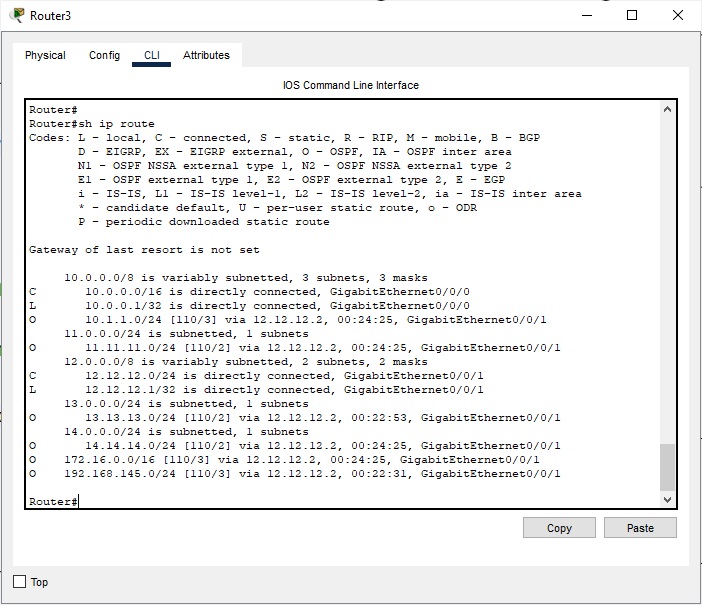 Router3
Physical Config CLI Attributes
IOS Command Line Interface
Router#
Router#sh ip route
Codes: L - local, C - connected, S - static, R - RIP, M - mobile, B - BGP
D - EIGRP, EX - EIGRP external, O - OSPF, IA - OSPF inter area
N1 - OSPF NSSA external type 1, N2 - OSPF NSSA external type 2
E1 - OSPF external type 1, E2 - OSPF external type 2, E - EGP
i - IS-IS, L1 - IS-IS level-1, L2 - IS-IS level-2, ia - IS-IS inter area
* - candidate default, U - per-user static route, o - ODR
P - periodic downloaded static route
Gateway of last resort is not set
10.0.0.0/8 is variably subnetted, 3 subnets, 3 masks
C 10.0.0.0/16 is directly connected, GigabitEthernet0/0/0
L 10.0.0.1/32 is directly connected, GigabitEthernet0/0/0
O 10.1.1.0/24 [110/3] via 12.12.12.2, 00:24:25, GigabitEthernet0/0/1
11.0.0.0/24 is subnetted, 1 subnets
O 11.11.11.0/24 [110/2] via 12.12.12.2, 00:24:25, GigabitEthernet0/0/1
12.0.0.0/8 is variably subnetted, 2 subnets, 2 masks
C 12.12.12.0/24 is directly connected, GigabitEthernet0/0/1
L 12.12.12.1/32 is directly connected, GigabitEthernet0/0/1
13.0.0.0/24 is subnetted, 1 subnets
O 13.13.13.0/24 [110/2] via 12.12.12.2, 00:22:53, GigabitEthernet0/0/1
14.0.0.0/24 is subnetted, 1 subnets
O 14.14.14.0/24 [110/2] via 12.12.12.2, 00:24:25, GigabitEthernet0/0/1
O 172.16.0.0/16 [110/3] via 12.12.12.2, 00:24:25, GigabitEthernet0/0/1
O 192.168.145.0/24 [110/3] via 12.12.12.2, 00:22:31, GigabitEthernet0/0/1
Router#
Copy Paste
Top